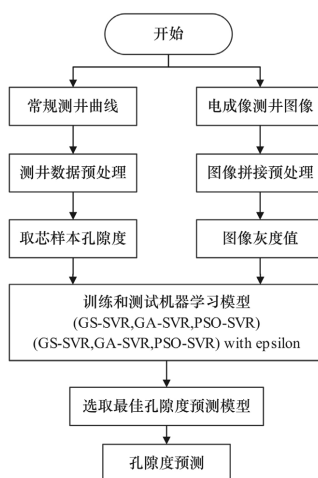 开始
常规测井曲线
电成像测井图像
测井数据预处理
图像拼接预处理
取芯样本孔隙度
图像灰度值
训练和测试机器学习模型
(GS-SVR,GA-SVR,PSO-SVR)
(GS-SVR,GA-SVR,PSO-SVR) with epsilon
选取最佳孔隙度预测模型
孔隙度预测